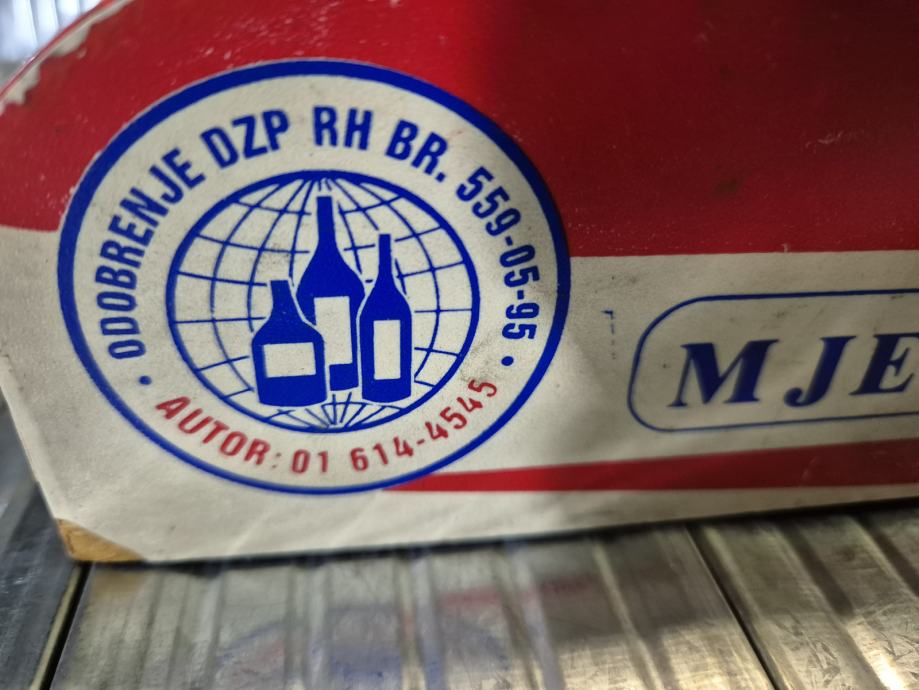 ODOBRENJE DZP RH BR. 559-05-95
AUTOR: 01 614-4545
MJE